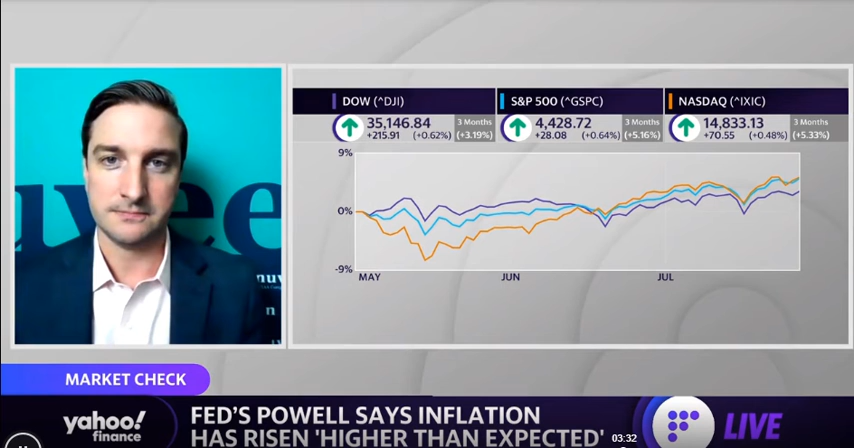 DOW (^DJI)
35,146.84
+215.91 (+0.62%)
3 Months
(+3.19%)
S&P 500 (^GSPC)
4,428.72
+28.08 (+0.64%)
3 Months
(+5.16%)
NASDAQ (^IXIC)
14,833.13
+70.55 (+0.48%)
3 Months
(+5.33%)
9%
0%
-9%
MAY
JUN
JUL
MARKET CHECK
yahoo!
finance
FED'S POWELL SAYS INFLATION
HAS RISEN 'HIGHER THAN EXPECTED'
03:32
LIVE